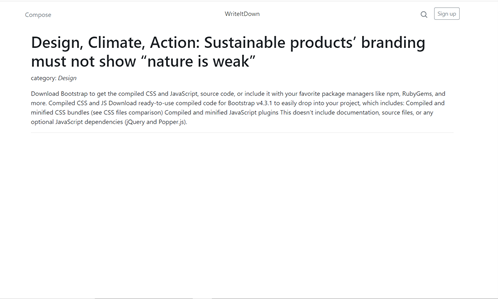 Compose
WriteItDown
Sign up
Design, Climate, Action: Sustainable products’ branding
must not show “nature is weak”
category: Design
Download Bootstrap to get the compiled CSS and JavaScript, source code, or include it with your favorite package managers like npm, RubyGems, and
more. Compiled CSS and JS Download ready-to-use compiled code for Bootstrap v4.3.1 to easily drop into your project, which includes: Compiled and
minified CSS bundles (see CSS files comparison) Compiled and minified JavaScript plugins This doesn't include documentation, source files, or any
optional JavaScript dependencies (jQuery and Popper.js).